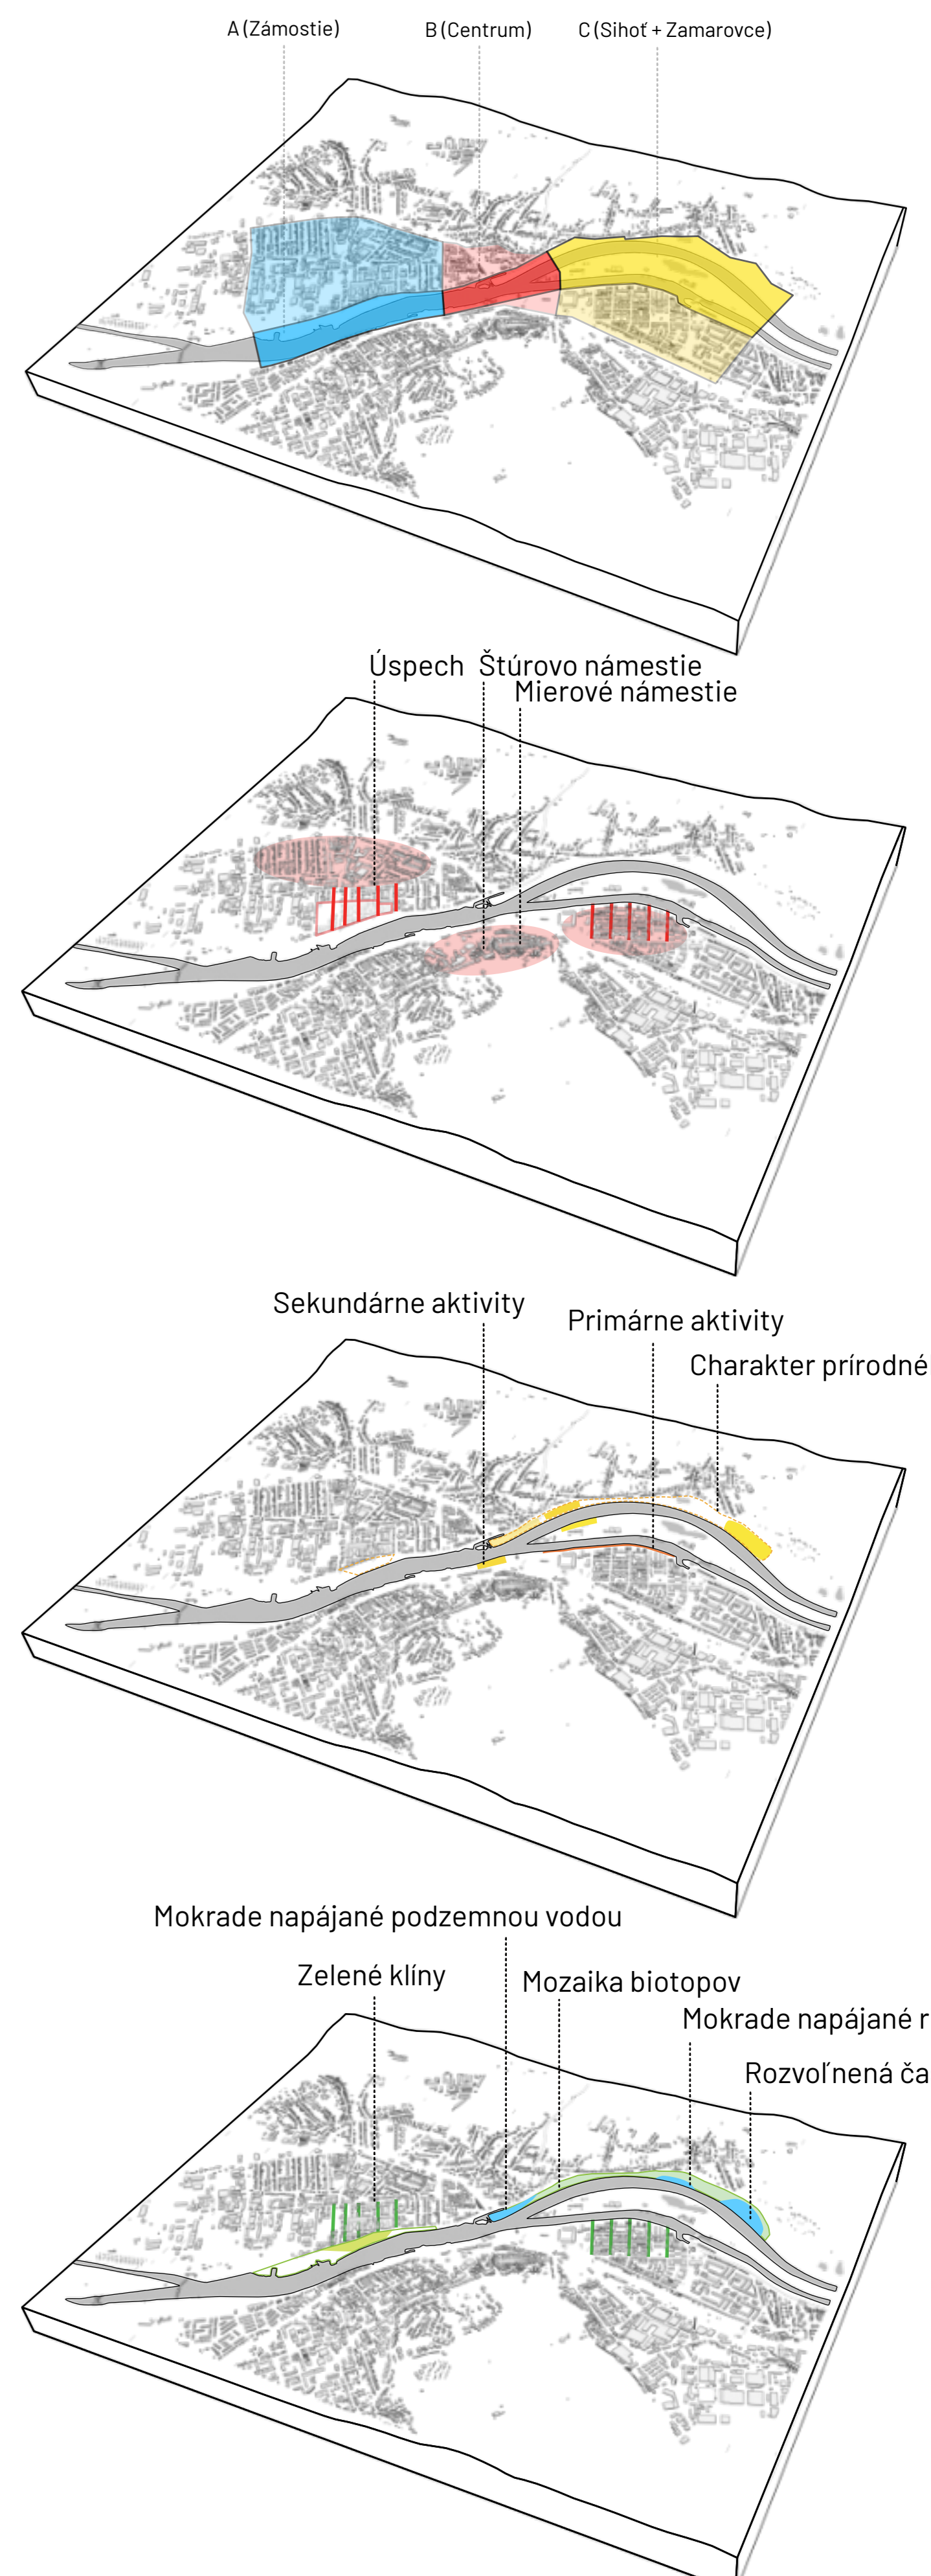 A (Zámostie)
B (Centrum)
C (Sihoť + Zamarovce)
Úspech
Štúrovo námestie
Mierové námestie
Sekundárne aktivity
Primárne aktivity
Charakter prírodné
Mokrade napájané podzemnou vodou
Zelené klíny
Mozaika biotopov
Mokrade napájané r
Rozvoľnená ča